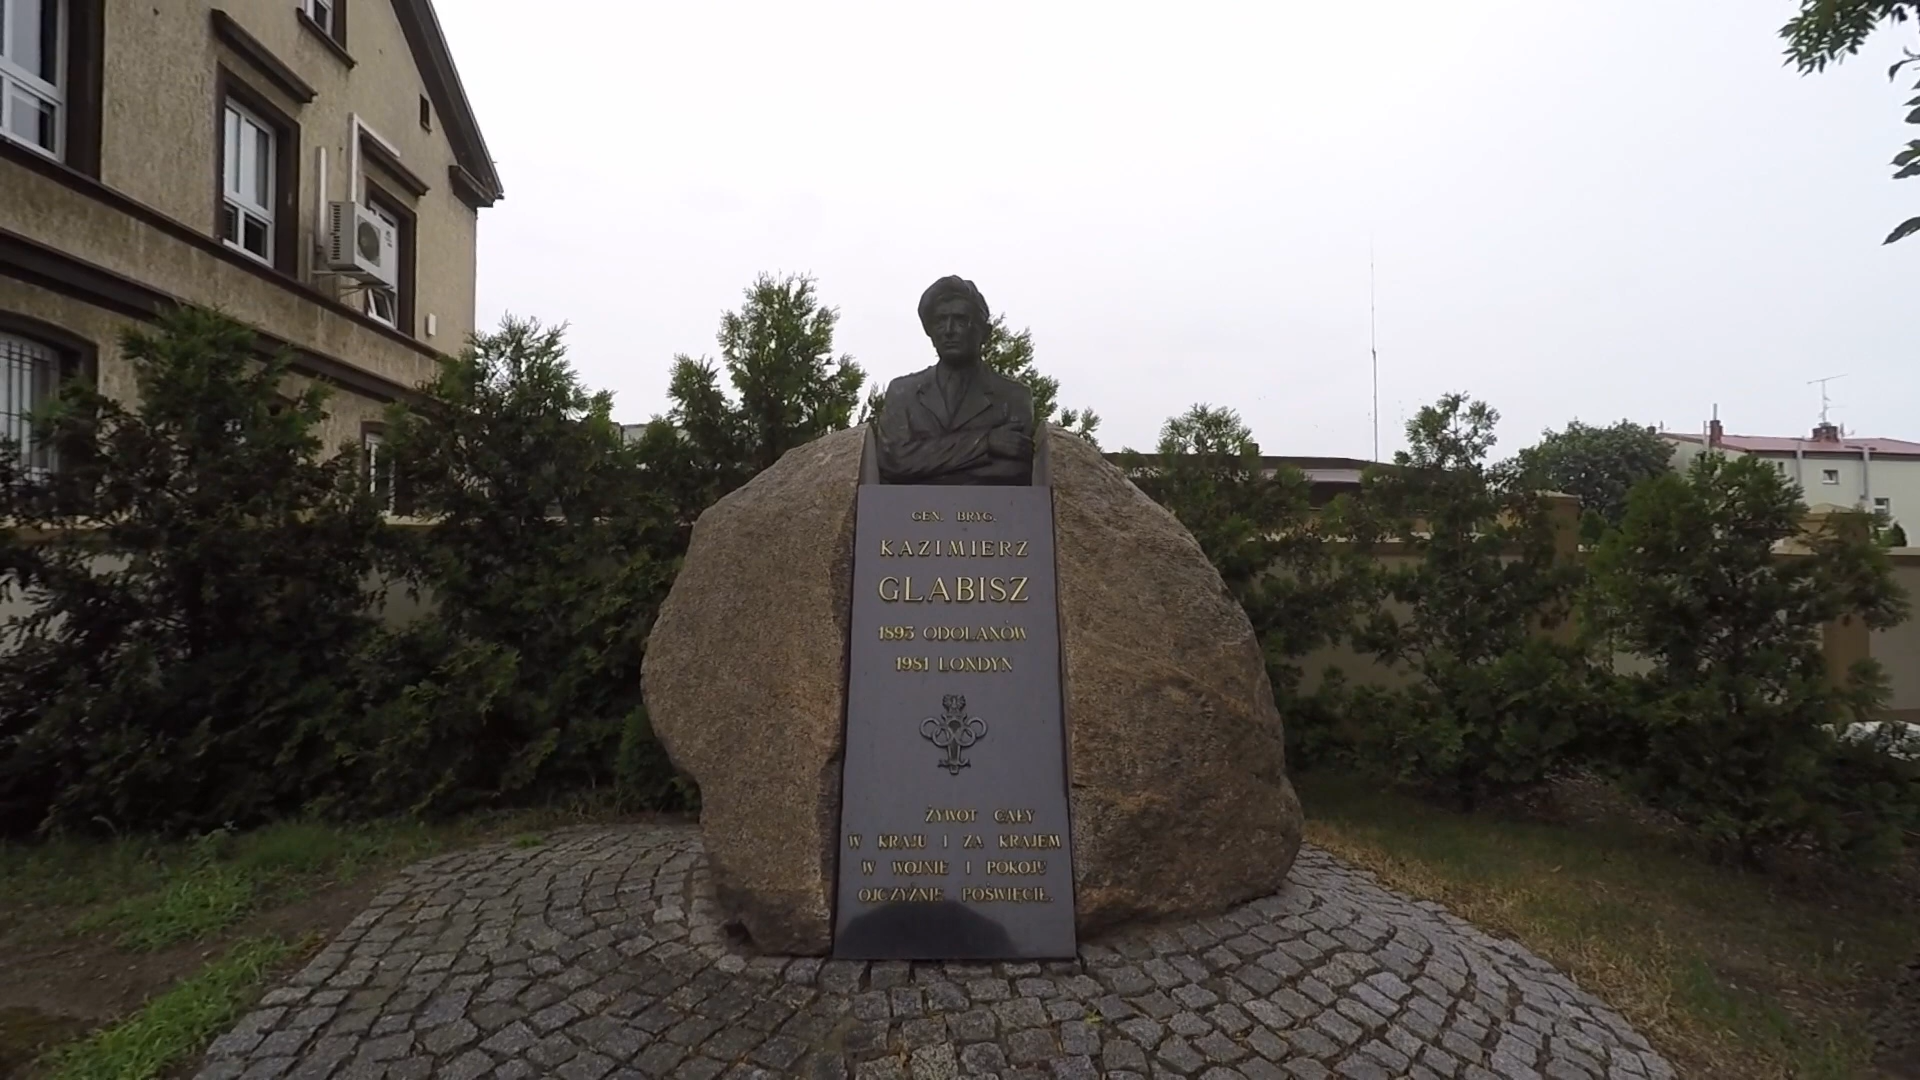 GEN. BRYG.
KAZIMIERZ
GLABISZ
1893 ODOLANÓW
1981 LONDYN
ŻYWOT CAŁY
W KRAJU I ZA KRAJEM
W WOJNIE I POKOJU
OJCZYŹNIE POŚWIĘCIŁ.